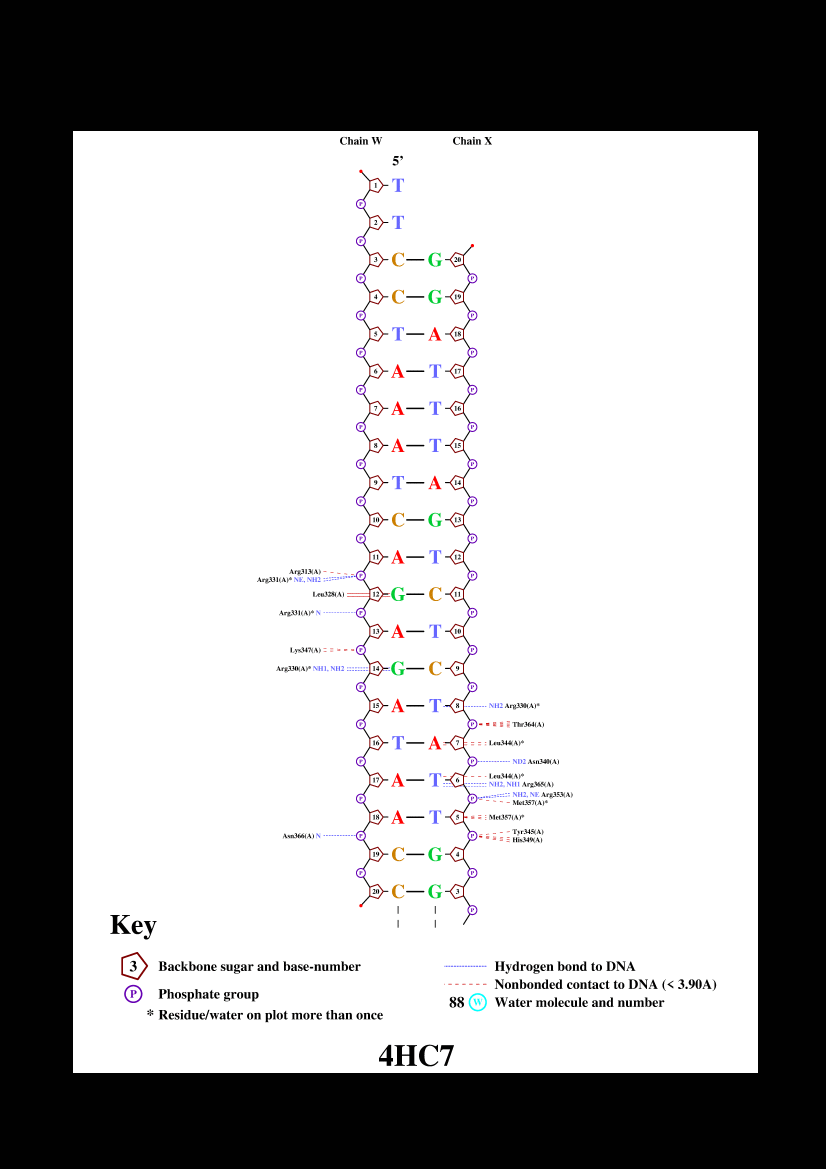 Chain W Chain X
5’
1 T
P
2 T
P
3 C G 20
P P
4 C G 19
P P
5 T A 18
P P
6 A T 17
P P
7 A T 16
P P
8 A T 15
P P
9 T A 14
P P
10 C G 13
P P
11 A T 12
Arg313(A)
P P
Arg331(A)* NE, NH2
Leu328(A) 12 G C 11
Arg331(A)* N P P
13 A T 10
Lys347(A) P P
Arg330(A)* NH1, NH2 14 G C 9
P P
15 A T 8 NH2 Arg330(A)*
P P Thr364(A)
16 T A 7 Leu344(A)*
P P ND2 Asn340(A)
Leu344(A)*
17 A T 6 NH2, NH1 Arg365(A)
P P NH2, NE Arg353(A)
Met357(A)*
18 A T 5 Met357(A)*
Asn366(A) N P P Tyr345(A)
His349(A)
19 C G 4
P P
20 C G 3
P
Key
3 Backbone sugar and base-number
P Phosphate group
* Residue/water on plot more than once
Hydrogen bond to DNA
Nonbonded contact to DNA (< 3.90A)
88 W Water molecule and number
4HC7